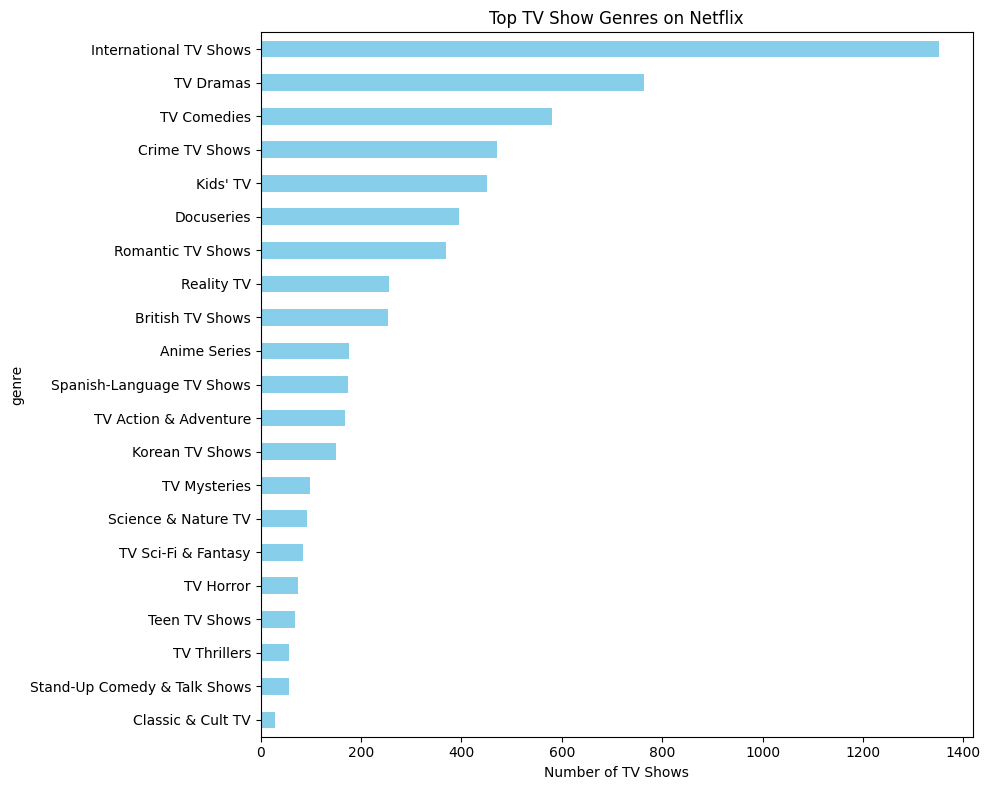 Top TV Show Genres on Netflix
International TV Shows
TV Dramas
TV Comedies
Crime TV Shows
Kids' TV
Docuseries
Romantic TV Shows
Reality TV
British TV Shows
Anime Series
Spanish-Language TV Shows
TV Action & Adventure
Korean TV Shows
TV Mysteries
Science & Nature TV
TV Sci-Fi & Fantasy
TV Horror
Teen TV Shows
TV Thrillers
Stand-Up Comedy & Talk Shows
Classic & Cult TV
genre
0 200 400 600 800 1000 1200 1400
Number of TV Shows